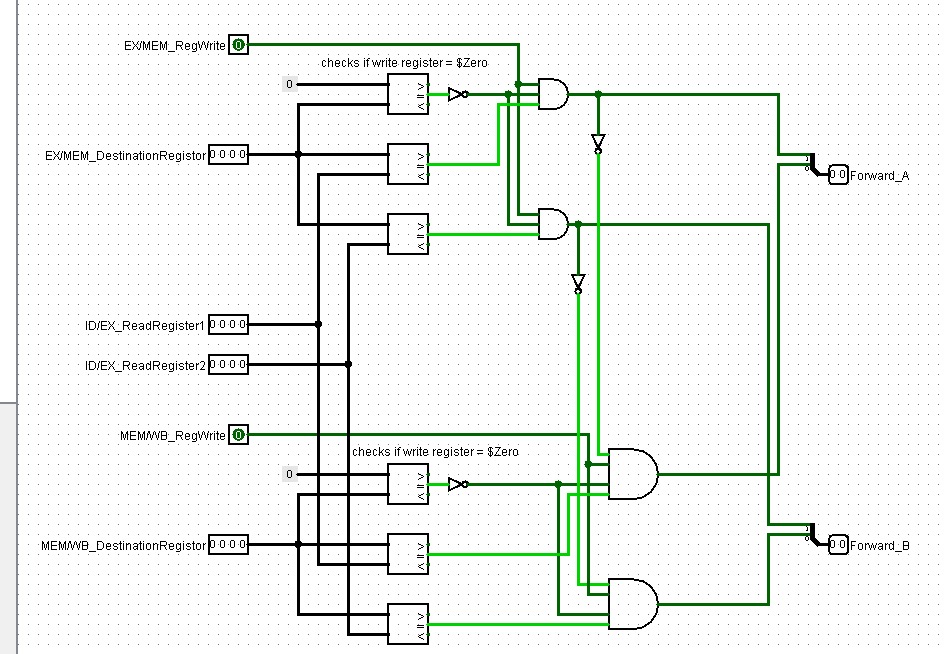 EX/MEM_RegWrite 0
checks if write register = $Zero
0
> = <
EX/MEM_DestinationRegistor 0 0 0 0
> = <
0 0 Forward_A
> = <
ID/EX_ReadRegister1 0 0 0 0
ID/EX_ReadRegister2 0 0 0 0
MEM/WB_RegWrite 0
checks if write register = $Zero
0
> = <
MEM/WB_DestinationRegistor 0 0 0 0
> = <
0 0 Forward_B
> = <